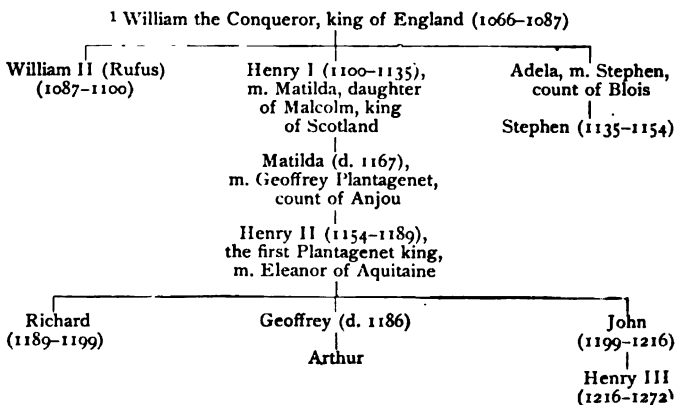 1 William the Conqueror, king of England (1066–1087)
William II (Rufus)
(1087–1100)
Henry I (1100–1135),
m. Matilda, daughter
of Malcolm, king
of Scotland
Adela, m. Stephen,
count of Blois
Stephen (1135–1154)
Matilda (d. 1167),
m. Geoffrey Plantagenet,
count of Anjou
Henry II (1154–1189),
the first Plantagenet king,
m. Eleanor of Aquitaine
Richard
(1189–1199)
Geoffrey (d. 1186)
Arthur
John
(1199–1216)
Henry III
(1216–1272)